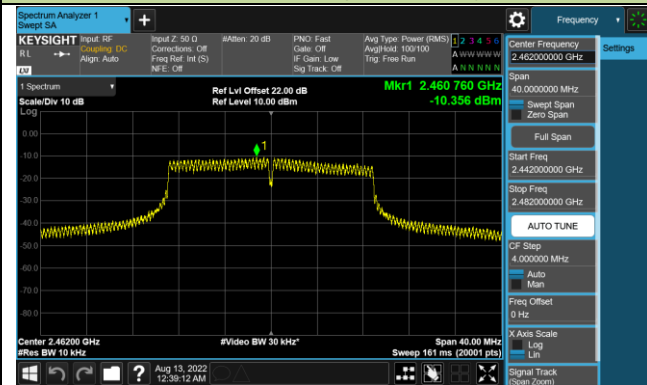 Spectrum Analyzer 1
Swept SA
Frequency
KEYSIGHT
Input: RF
Input Z: 50 Ω
#Atten: 20 dB
PNO: Fast
Avg Type: Power (RMS)
1 2 3 4 5 6
RL
Coupling: DC
Corrections: Off
Gate: Off
Avg|Hold: 100/100
A W W W W W
Align: Auto
Freq Ref: Int (S)
IF Gain: Low
Trig: Free Run
NFE: Off
Sig Track: Off
A N N N N N
LXI
Center Frequency
2.462000000 GHz
Settings
1 Spectrum
Ref Lvl Offset 22.00 dB
Mkr1 2.460 760 GHz
Scale/Div 10 dB
Ref Level 10.00 dBm
-10.356 dBm
Log
Span
40.0000000 MHz
Swept Span
Zero Span
Full Span
Start Freq
2.442000000 GHz
Stop Freq
2.482000000 GHz
AUTO TUNE
CF Step
4.000000 MHz
Auto
Man
Freq Offset
0 Hz
X Axis Scale
Log
Lin
Signal Track
(Span Zoom)
0.00
1
-10.0
-20.0
-30.0
-40.0
-50.0
-60.0
-70.0
-80.0
Center 2.46200 GHz
#Video BW 30 kHz*
Span 40.00 MHz
#Res BW 10 kHz
Sweep 161 ms (20001 pts)
?
Aug 13, 2022
12:39:12 AM